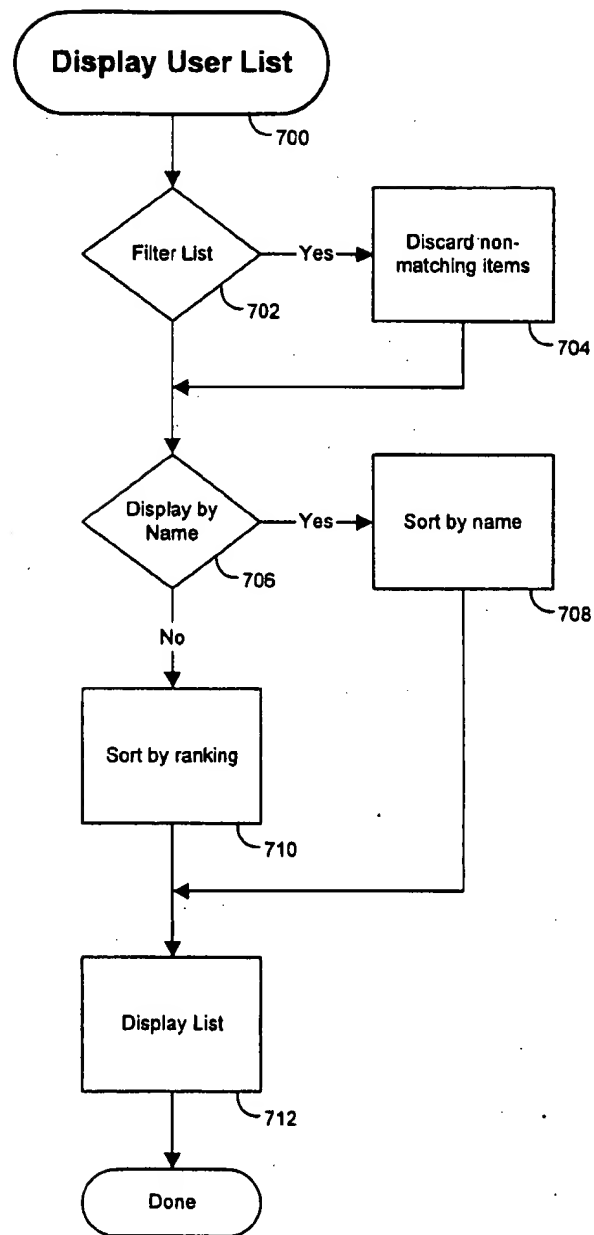 Display User List
700
Filter List
Yes
Discard non-
matching items
702
704
Display by
Name
Yes
Sort by name
706
708
No
Sort by ranking
710
Display List
712
Done